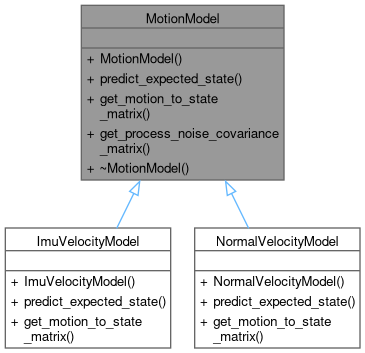 MotionModel
+ MotionModel()
+ predict_expected_state()
+ get_motion_to_state
_matrix()
+ get_process_noise_covariance
_matrix()
+ ~MotionModel()
ImuVelocityModel
+ ImuVelocityModel()
+ predict_expected_state()
+ get_motion_to_state
_matrix()
NormalVelocityModel
+ NormalVelocityModel()
+ predict_expected_state()
+ get_motion_to_state
_matrix()